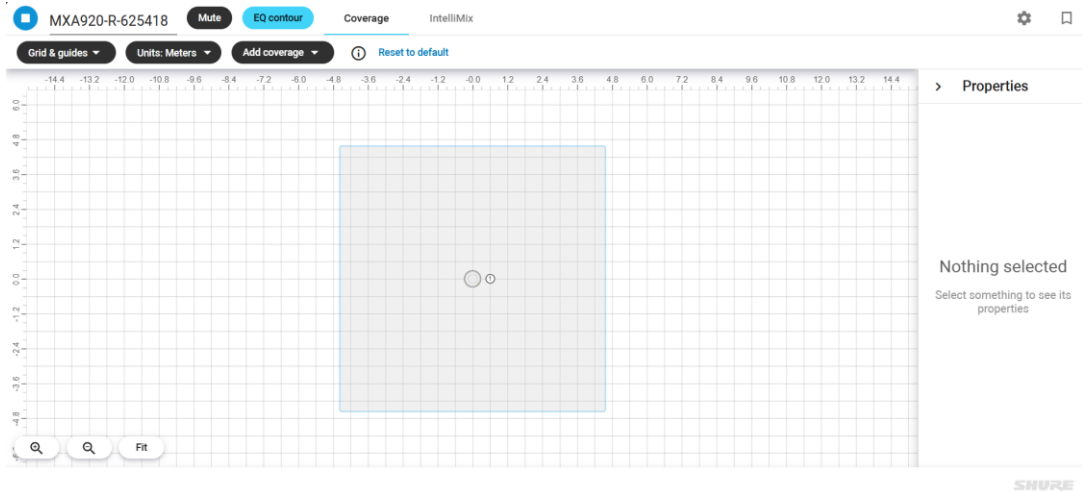 MXA920-R-625418 Mute EQ contour Coverage IntelliMix
Grid & guides Units: Meters Add coverage Reset to default
-14.4 -13.2 -12.0 -10.8 -9.6 -8.4 -7.2 -6.0 -4.8 -3.6 -2.4 -1.2 -0.0 1.2 2.4 3.6 4.8 6.0 7.2 8.4 9.6 10.8 12.0 13.2 14.4
Properties
6.0
4.8
3.6
2.4
1.2
0.0
-1.2
-2.4
-3.6
-4.8
Nothing selected
Select something to see its
properties
Fit
SHURE